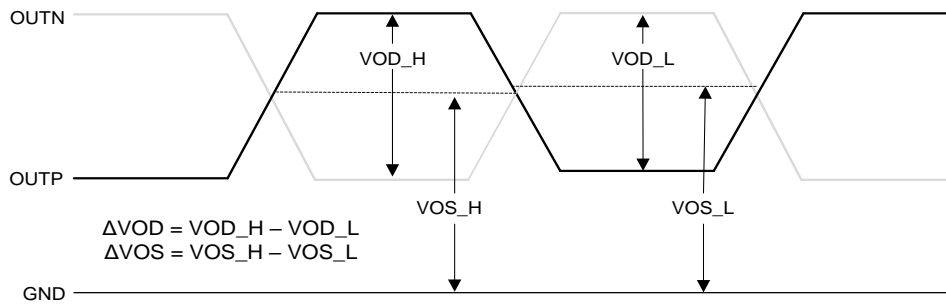 OUTN
VOD_H
VOD_L
OUTP
VOS_H
VOS_L
ΔVOD = VOD_H – VOD_L
ΔVOS = VOS_H – VOS_L
GND